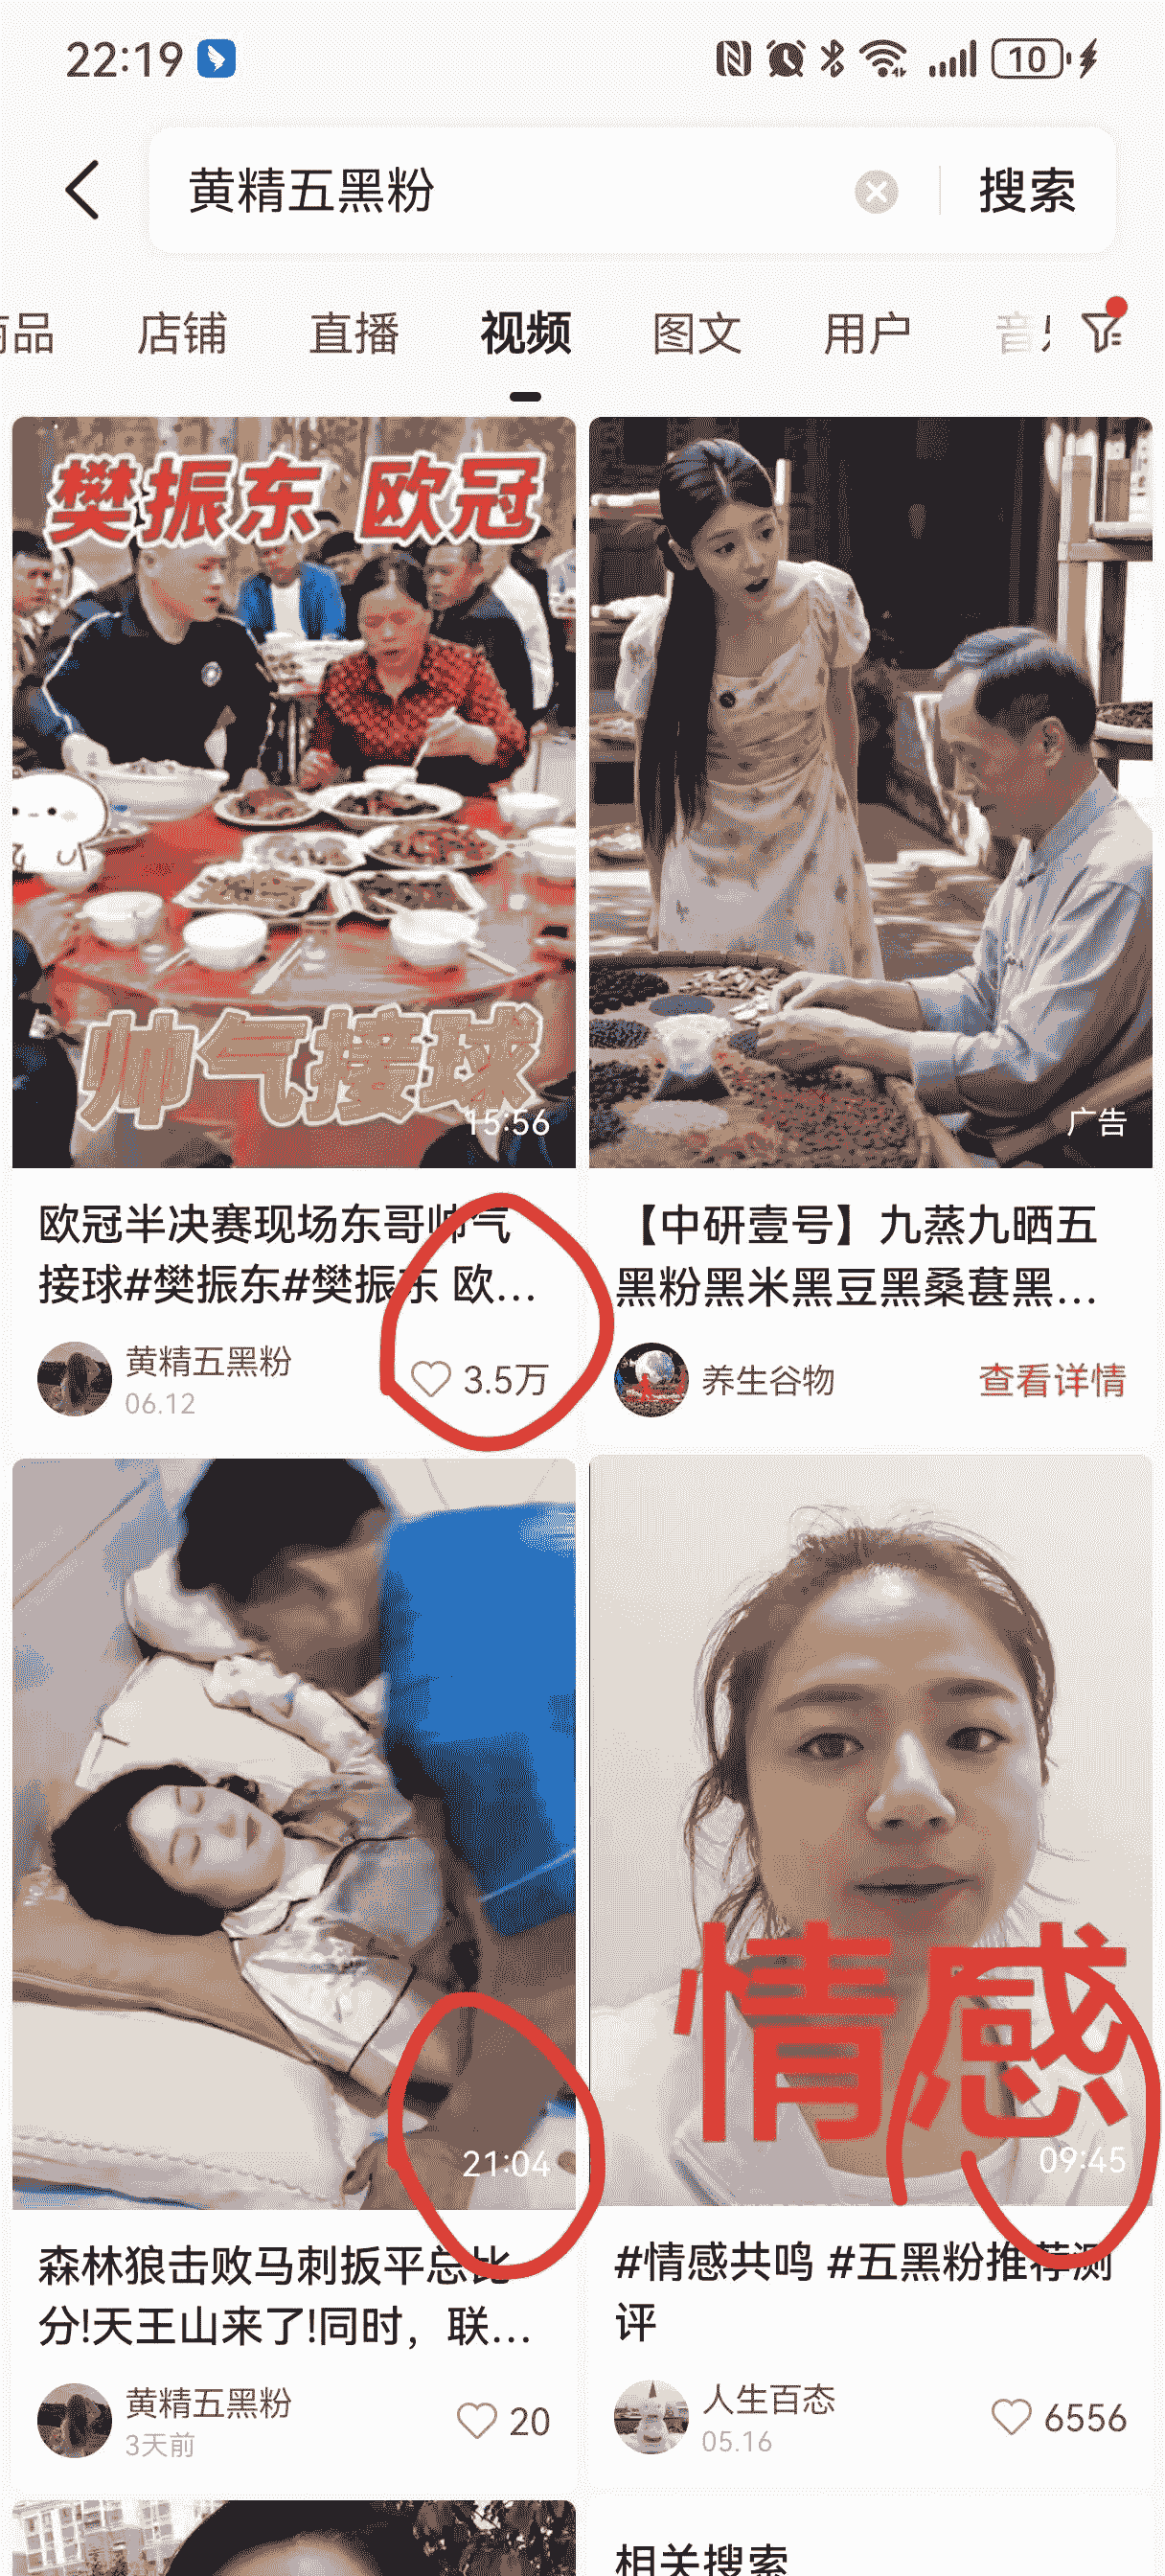 22:19
10
黄精五黑粉
搜索
商品
店铺
直播
视频
图文
用户
音
樊振东 欧冠
帅气接球
15:56
欧冠半决赛现场东哥帅气
接球#樊振东#樊振东 欧...
黄精五黑粉
06.12
3.5万
广告
【中研壹号】九蒸九晒五
黑粉黑米黑豆黑桑葚黑...
养生谷物
查看详情
21:04
森林狼击败马刺扳平总比
分!天王山来了!同时，联...
黄精五黑粉
3天前
20
情感
09:45
#情感共鸣 #五黑粉推荐测
评
人生百态
05.16
6556
相关搜索